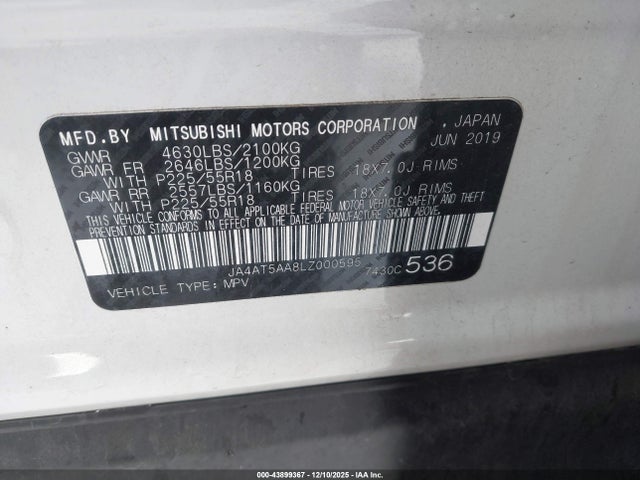 MFD.BY MITSUBISHI MOTORS CORPORATION , JAPAN
GVWR 4630LBS/2100KG JUN 2019
GAWR FR 2646LBS/1200KG
WITH P225/55R18 TIRES 18X7.0J RIMS
GAWR RR 2557LBS/1160KG
WITH P225/55R18 TIRES 18X7.0J RIMS
THIS VEHICLE CONFORMS TO ALL APPLICABLE FEDERAL MOTOR VEHICLE SAFETY AND THEFT
PREVENTION STANDARDS IN EFFECT ON THE DATE OF MANUFACTURE SHOWN ABOVE.
JA4AT5AA8LZ000595 7430C 536
VEHICLE TYPE: MPV
© 43899367 - 12/10/2025 - IAA Inc.